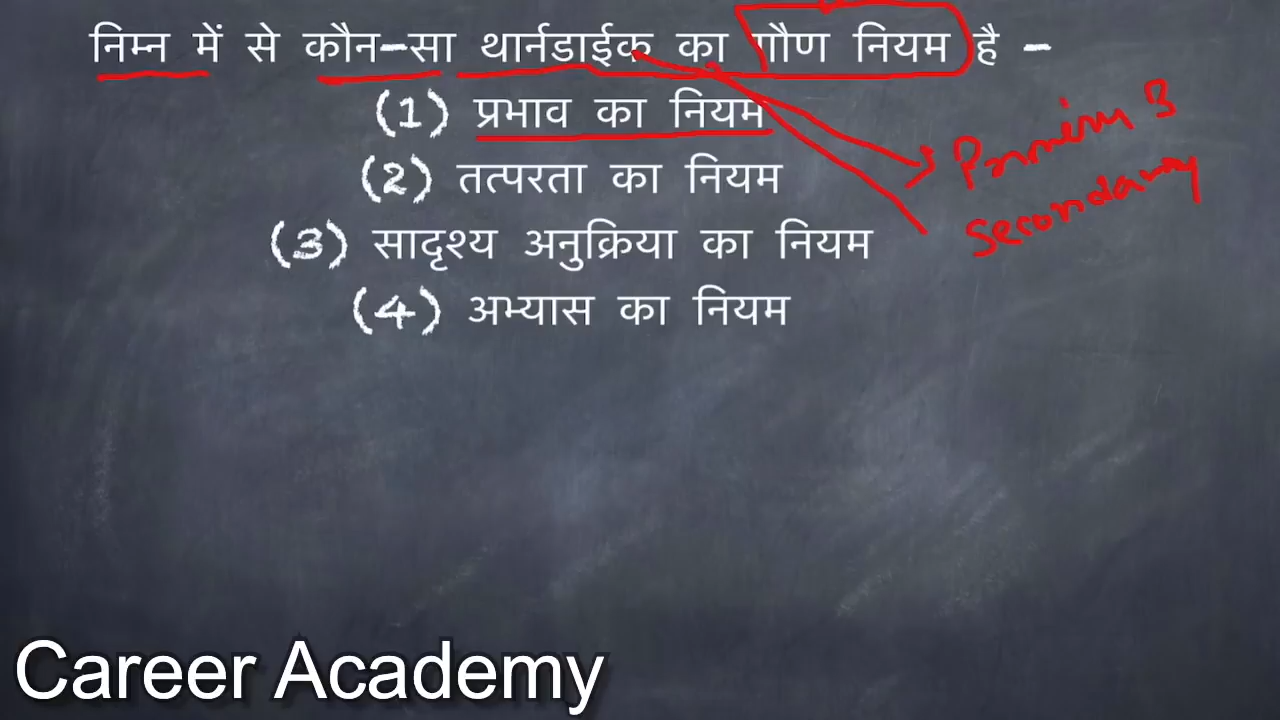 निम्न में से कौन-सा थार्नडाईक का गौण नियम है -
(1) प्रभाव का नियम
(2) तत्परता का नियम
(3) सादृश्य अनुक्रिया का नियम
(4) अभ्यास का नियम
3
Secondary
Career Academy